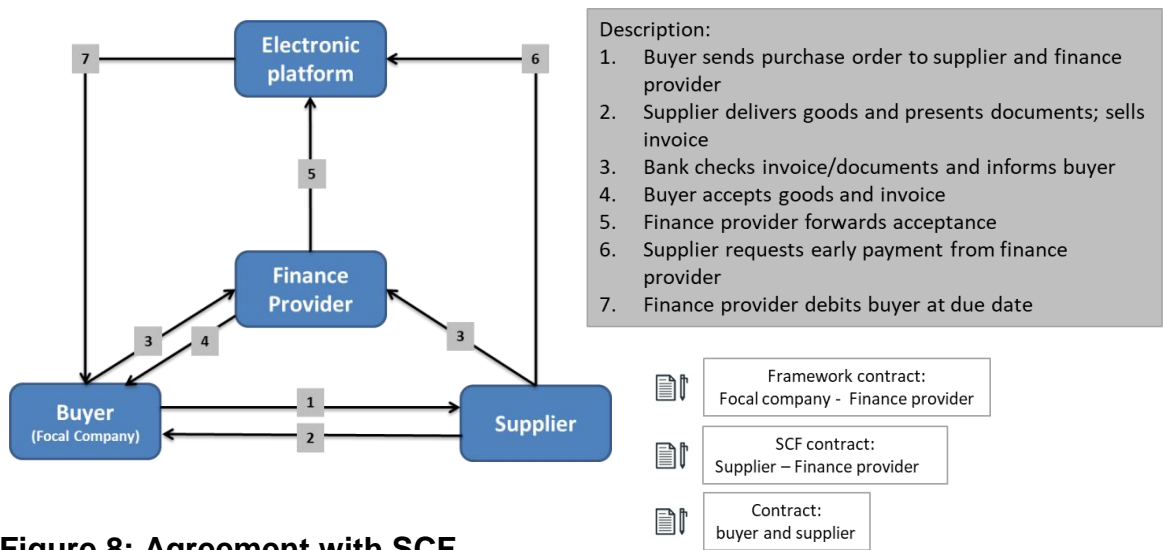 Electronic
platform
7
6
5
Finance
Provider
3
4
3
Buyer
(Focal Company)
1
2
Supplier
Description:
1. Buyer sends purchase order to supplier and finance
provider
2. Supplier delivers goods and presents documents; sells
invoice
3. Bank checks invoice/documents and informs buyer
4. Buyer accepts goods and invoice
5. Finance provider forwards acceptance
6. Supplier requests early payment from finance
provider
7. Finance provider debits buyer at due date
Framework contract:
Focal company - Finance provider
SCF contract:
Supplier – Finance provider
Contract:
buyer and supplier
Figure 8: Agreement with SCF